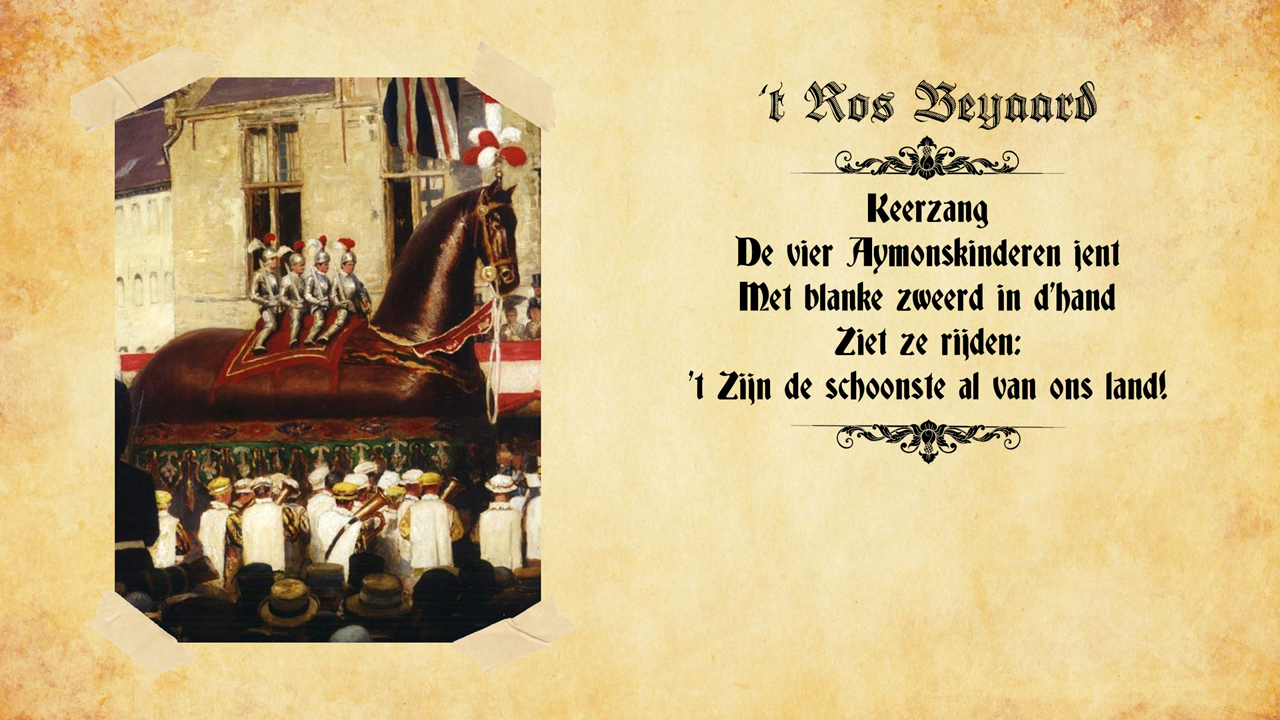 ‘t Ros Beyaard
Keerzang
De vier Aymonskinderen jent
Met blanke zweerd in d'hand
Ziet ze rijden:
't Zijn de schoonste al van ons land!